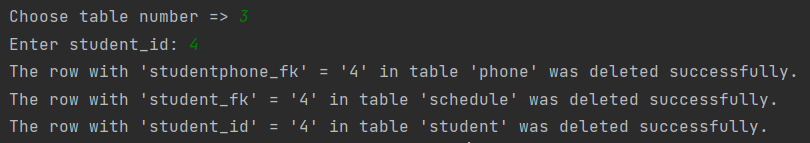 Choose table number => 3
Enter student_id: 4
The row with 'studentphone_fk' = '4' in table 'phone' was deleted successfully.
The row with 'student_fk' = '4' in table 'schedule' was deleted successfully.
The row with 'student_id' = '4' in table 'student' was deleted successfully.